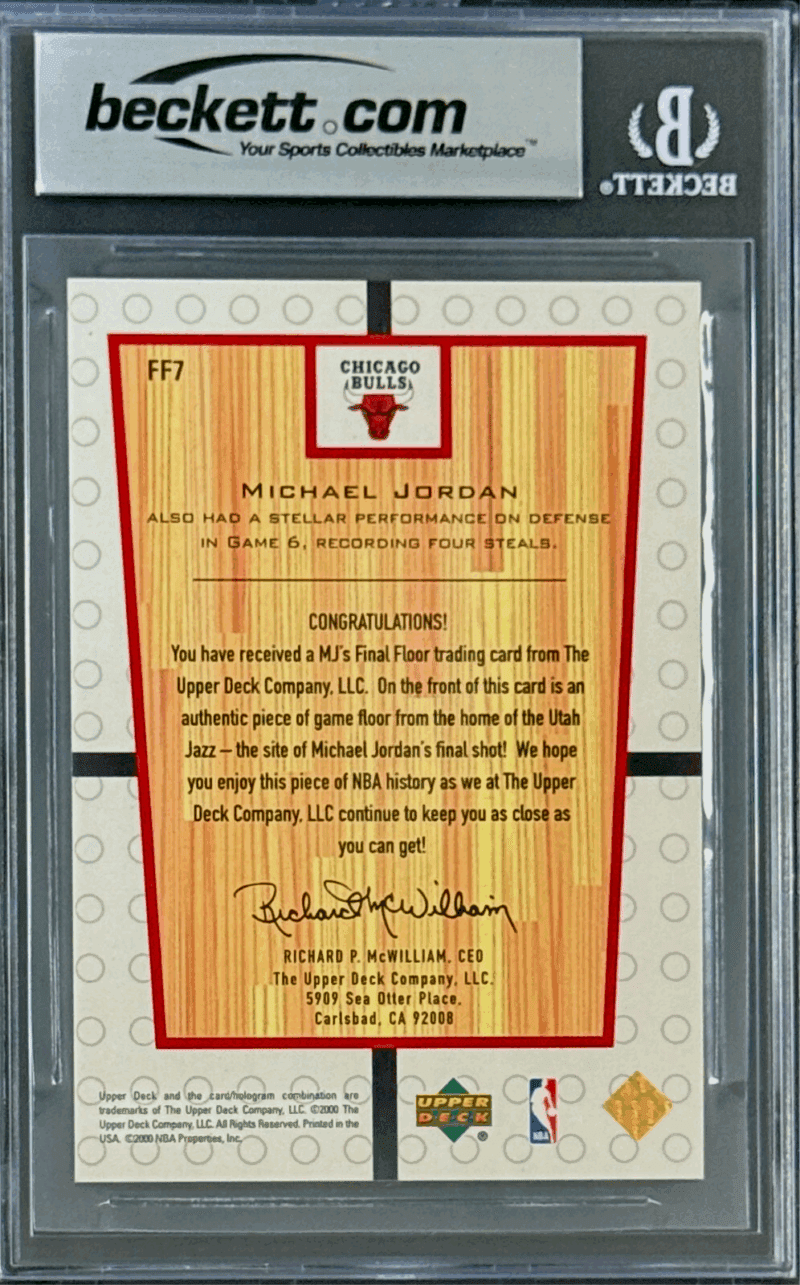 beckett.com
Your Sports Collectibles Marketplace™
BECKETT®
FF7
CHICAGO
BULLS
MICHAEL JORDAN
ALSO HAD A STELLAR PERFORMANCE ON DEFENSE
IN GAME 6, RECORDING FOUR STEALS.
CONGRATULATIONS!
You have received a MJ's Final Floor trading card from The
Upper Deck Company, LLC. On the front of this card is an
authentic piece of game floor from the home of the Utah
Jazz – the site of Michael Jordan's final shot! We hope
you enjoy this piece of NBA history as we at The Upper
Deck Company, LLC continue to keep you as close as
you can get!
Richard McWilliam
RICHARD P. McWILLIAM, CEO
The Upper Deck Company, LLC.
5909 Sea Otter Place,
Carlsbad, CA 92008
Upper Deck and the card/hologram combination are
trademarks of The Upper Deck Company, LLC. ©2000 The
Upper Deck Company, LLC. All Rights Reserved. Printed in the
USA. ©2000 NBA Properties, Inc.
UPPER
DECK
®
NBA